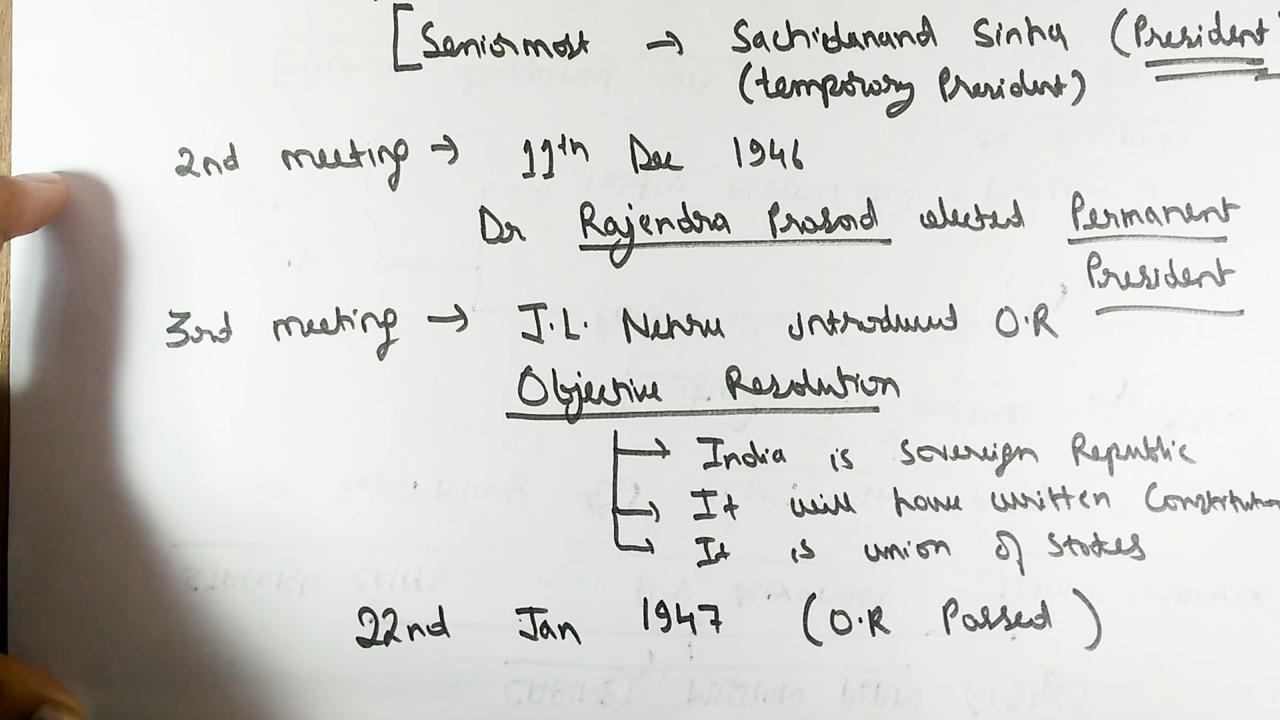 [Seniormost → Sachidanand Sinha (President
(temporary President)
2nd meeting → 11th Dec 1946
Dr Rajendra Prasad elected Permanent
President
3rd meeting → J.L. Nehru introduced O.R
Objective Resolution
→ India is sovereign Republic
→ It will have written Constitution
→ It is union of states
22nd Jan 1947 (O.R Passed)